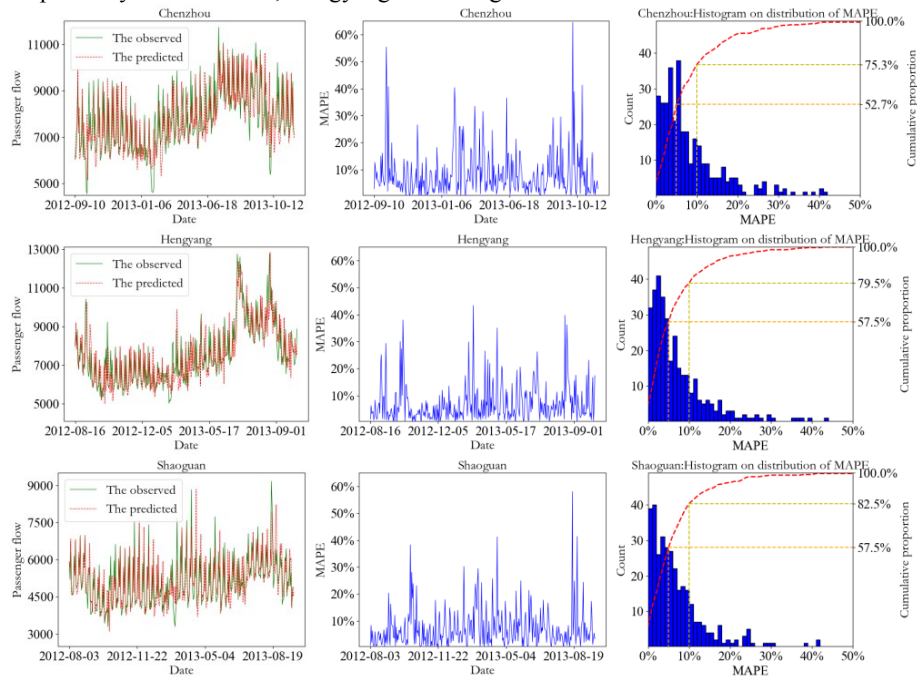 Chenzhou
Chenzhou
Chenzhou:Histogram on distribution of MAPE
Passenger flow
11000
9000
7000
5000
The observed
The predicted
2012-09-10 2013-01-06 2013-06-18 2013-10-12
Date
MAPE
60%
50%
40%
30%
20%
10%
2012-09-10 2013-01-06 2013-06-18 2013-10-12
Date
Count
40
30
20
10
0% 10% 20% 30% 40% 50%
MAPE
100.0%
75.3%
52.7%
Cumulative proportion
Hengyang
Hengyang
Hengyang:Histogram on distribution of MAPE
Passenger flow
13000
11000
9000
7000
5000
The observed
The predicted
2012-08-16 2012-12-05 2013-05-17 2013-09-01
Date
MAPE
60%
50%
40%
30%
20%
10%
2012-08-16 2012-12-05 2013-05-17 2013-09-01
Date
Count
40
30
20
10
0% 10% 20% 30% 40% 50%
MAPE
100.0%
79.5%
57.5%
Cumulative proportion
Shaoguan
Shaoguan
Shaoguan:Histogram on distribution of MAPE
Passenger flow
9000
7500
6000
4500
3000
The observed
The predicted
2012-08-03 2012-11-22 2013-05-04 2013-08-19
Date
MAPE
60%
50%
40%
30%
20%
10%
2012-08-03 2012-11-22 2013-05-04 2013-08-19
Date
Count
40
30
20
10
0
0% 10% 20% 30% 40% 50%
MAPE
100.0%
82.5%
57.5%
Cumulative proportion